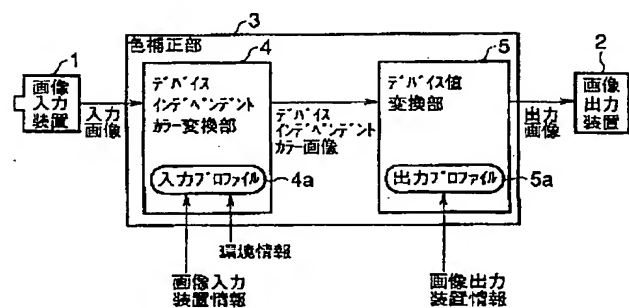 3
色補正部
1
画像
入力
装置
入力
画像
4
デバイス
インデペンデント
カラー変換部
入力プロファイル
4a
デバイス
インデペンデント
カラー画像
5
デバイス値
変換部
出力プロファイル
5a
出力
画像
2
画像
出力
装置
環境情報
画像入力
装置情報
画像出力
装置情報